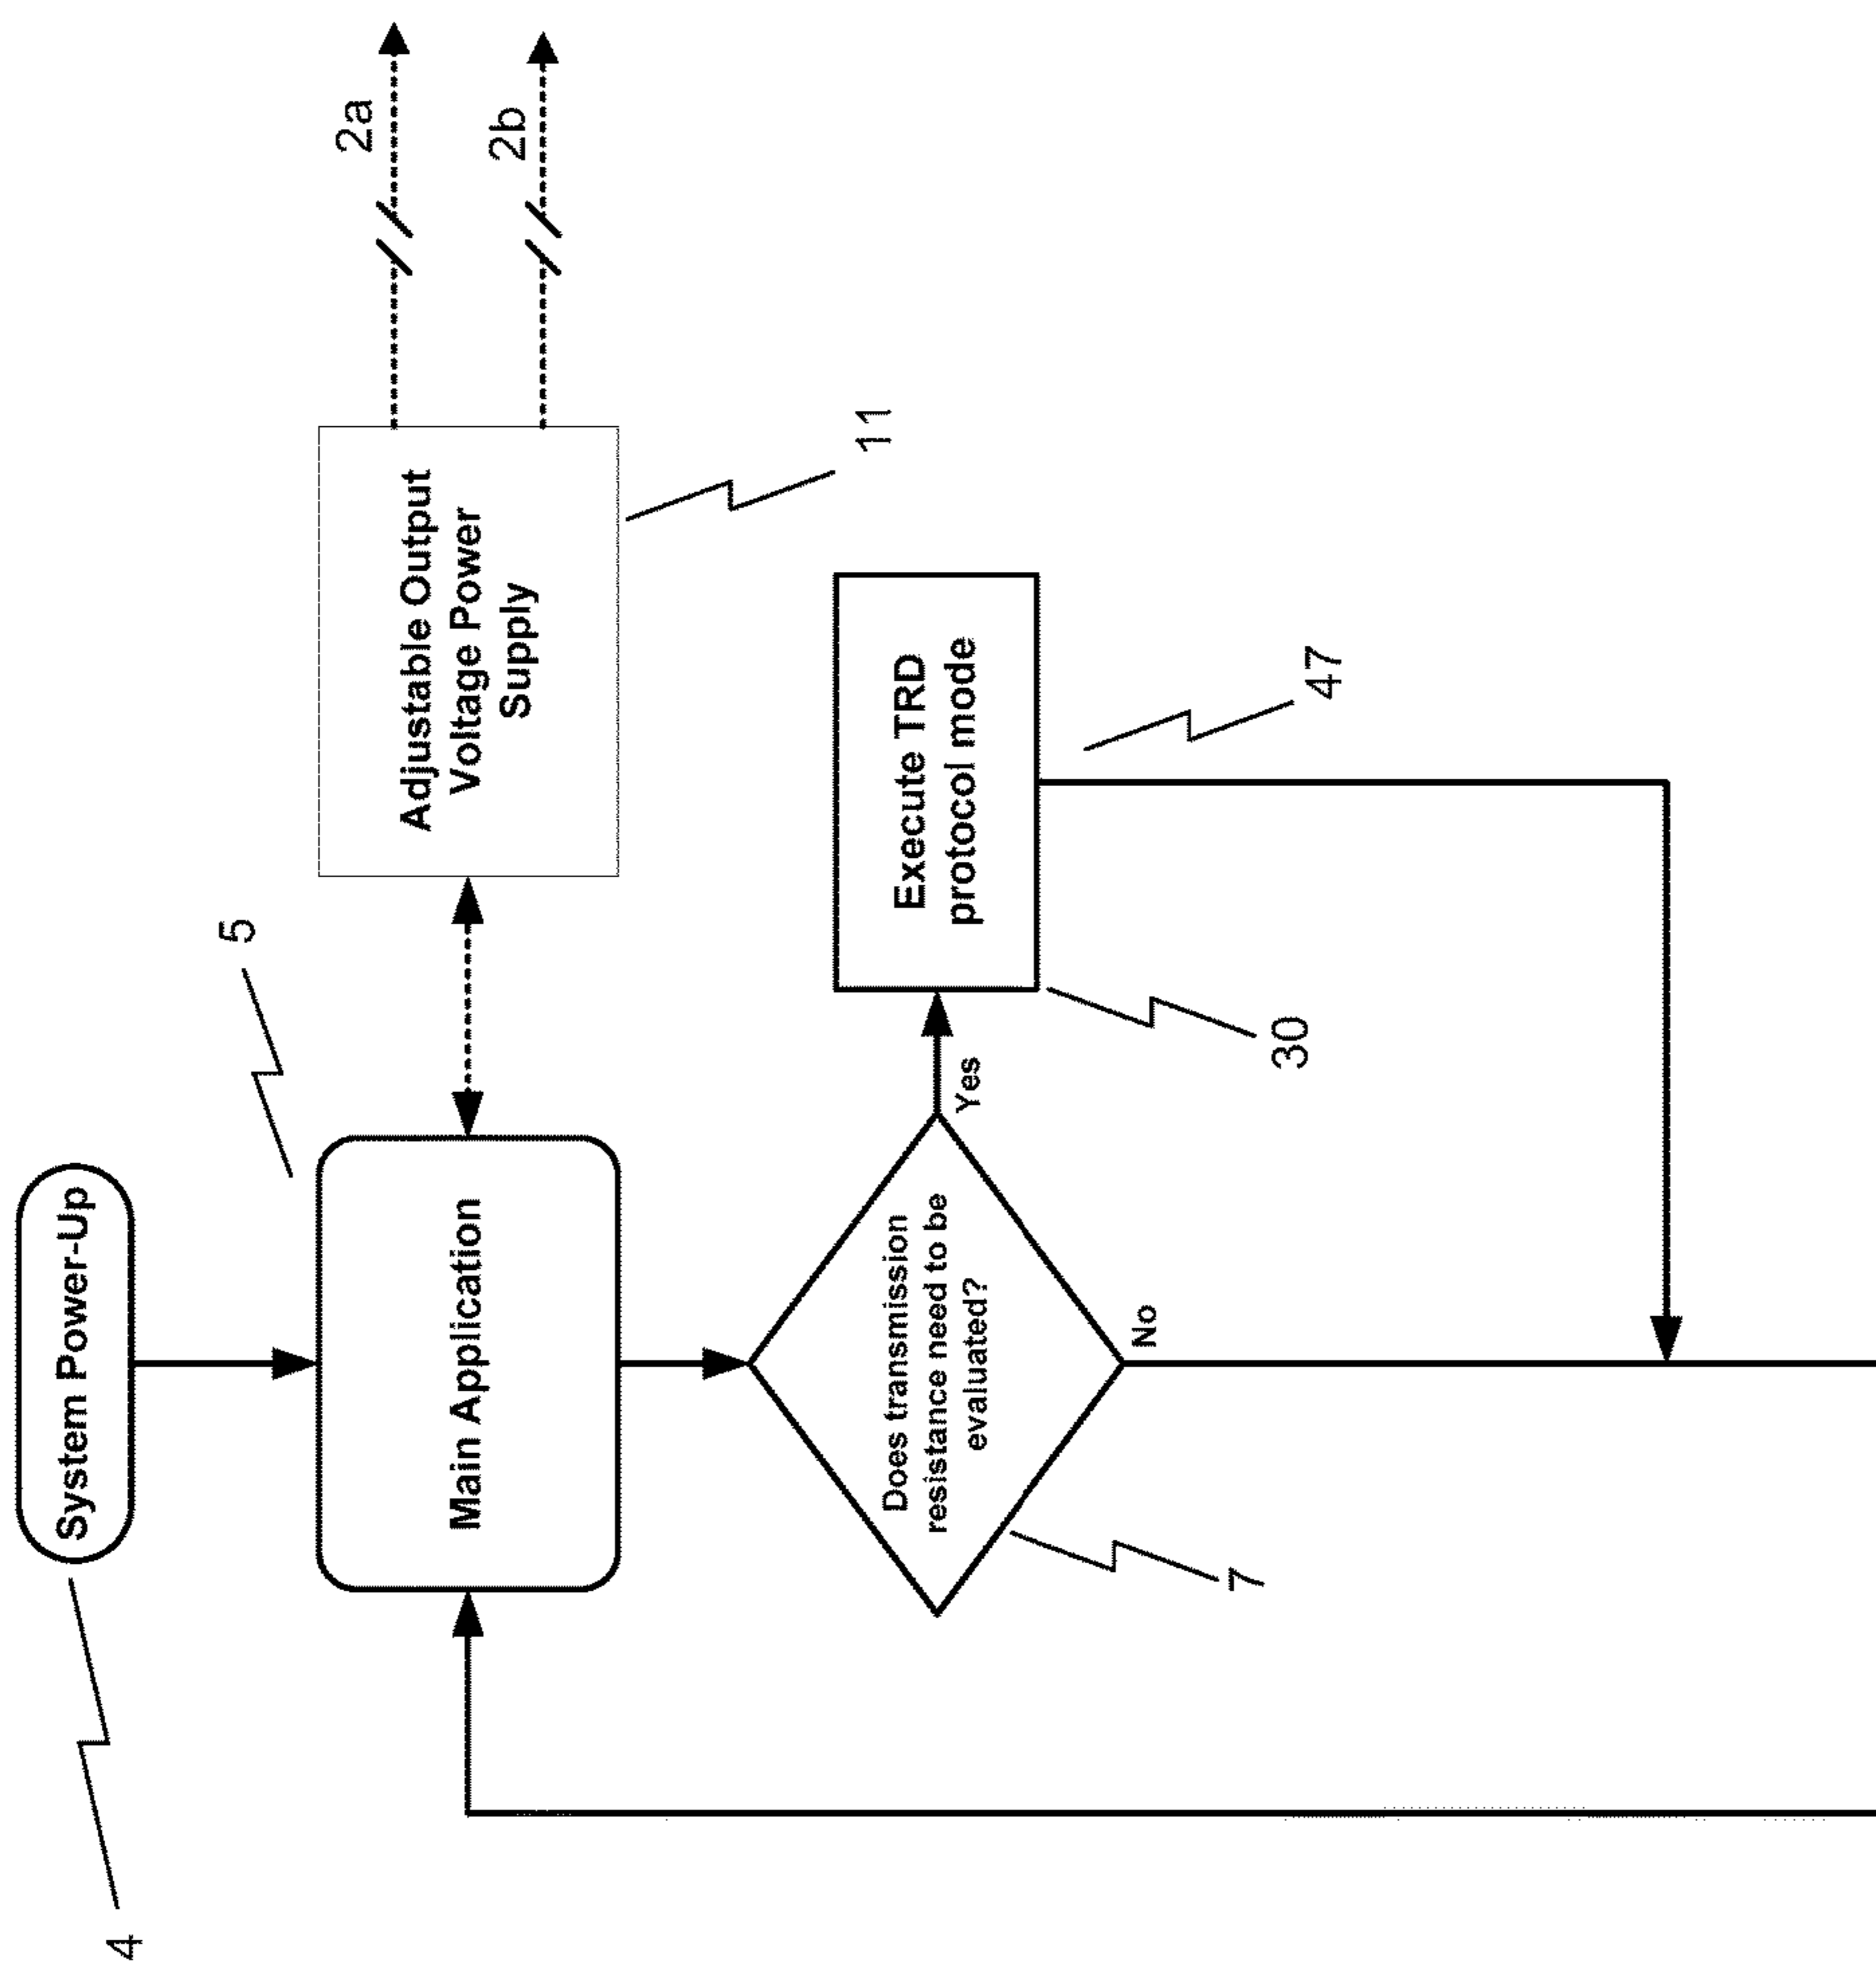 4
System Power-Up
5
Main Application
Adjustable Output
Voltage Power
Supply
2a
2b
11
Does transmission
resistance need to be
evaluated?
7
Yes
No
Execute TRD
protocol mode
30
47